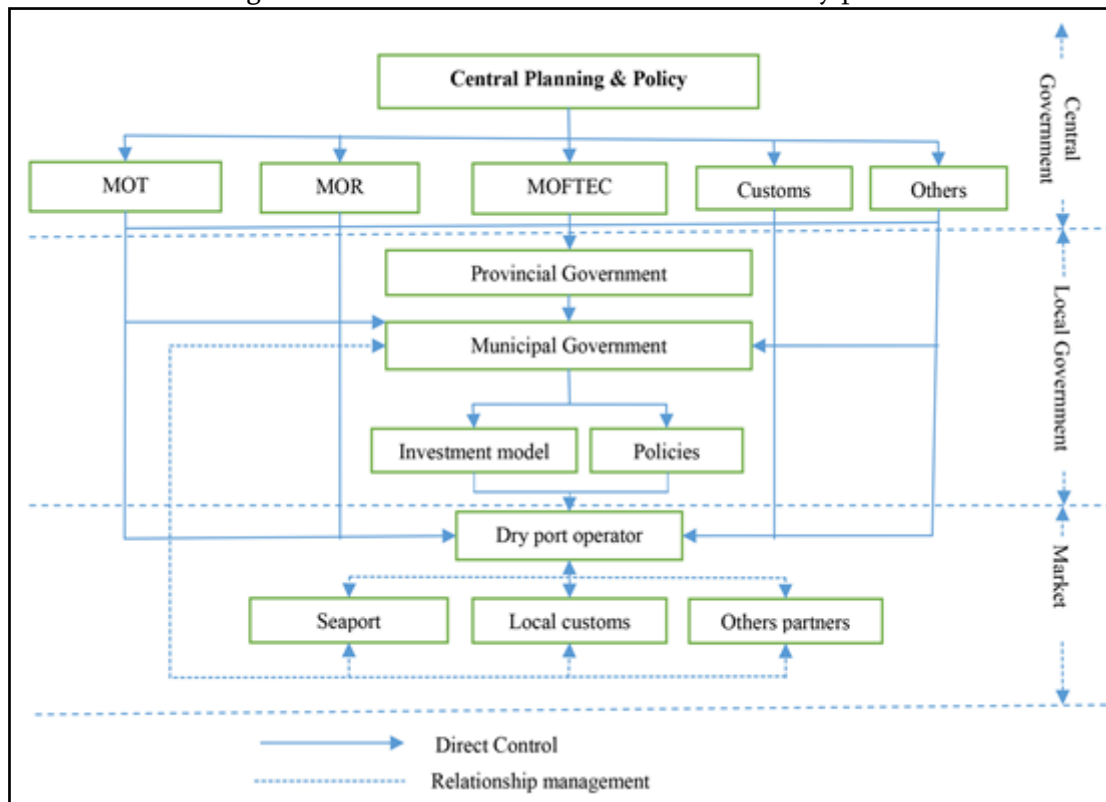 Central Planning & Policy
Central
Government
MOT
MOR
MOFTEC
Customs
Others
Provincial Government
Municipal Government
Local Government
Investment model
Policies
Dry port operator
Market
Seaport
Local customs
Others partners
Direct Control
Relationship management